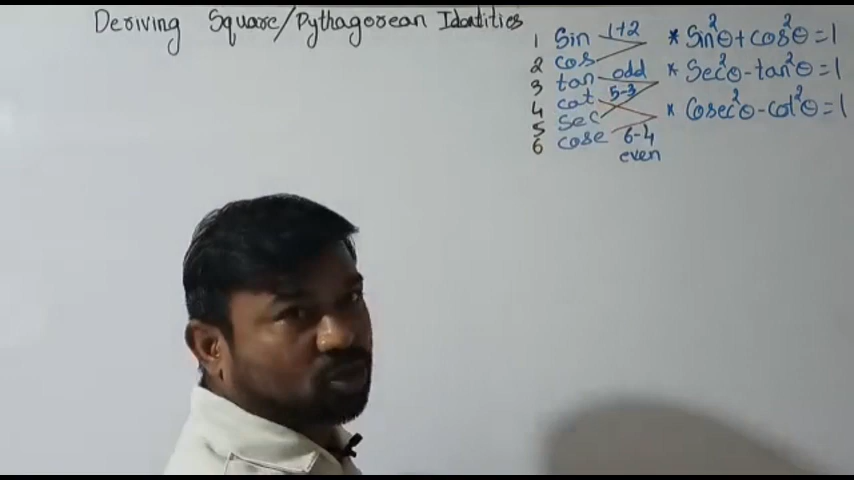 Deriving Square/Pythagorean Identities
1 Sin 1+2 * Sin²θ + cos²θ = 1
2 cos
3 tan odd * Sec²θ - tan²θ = 1
4 cot 5-3
5 sec * Cosec²θ - cot²θ = 1
6 cose 6-4
even